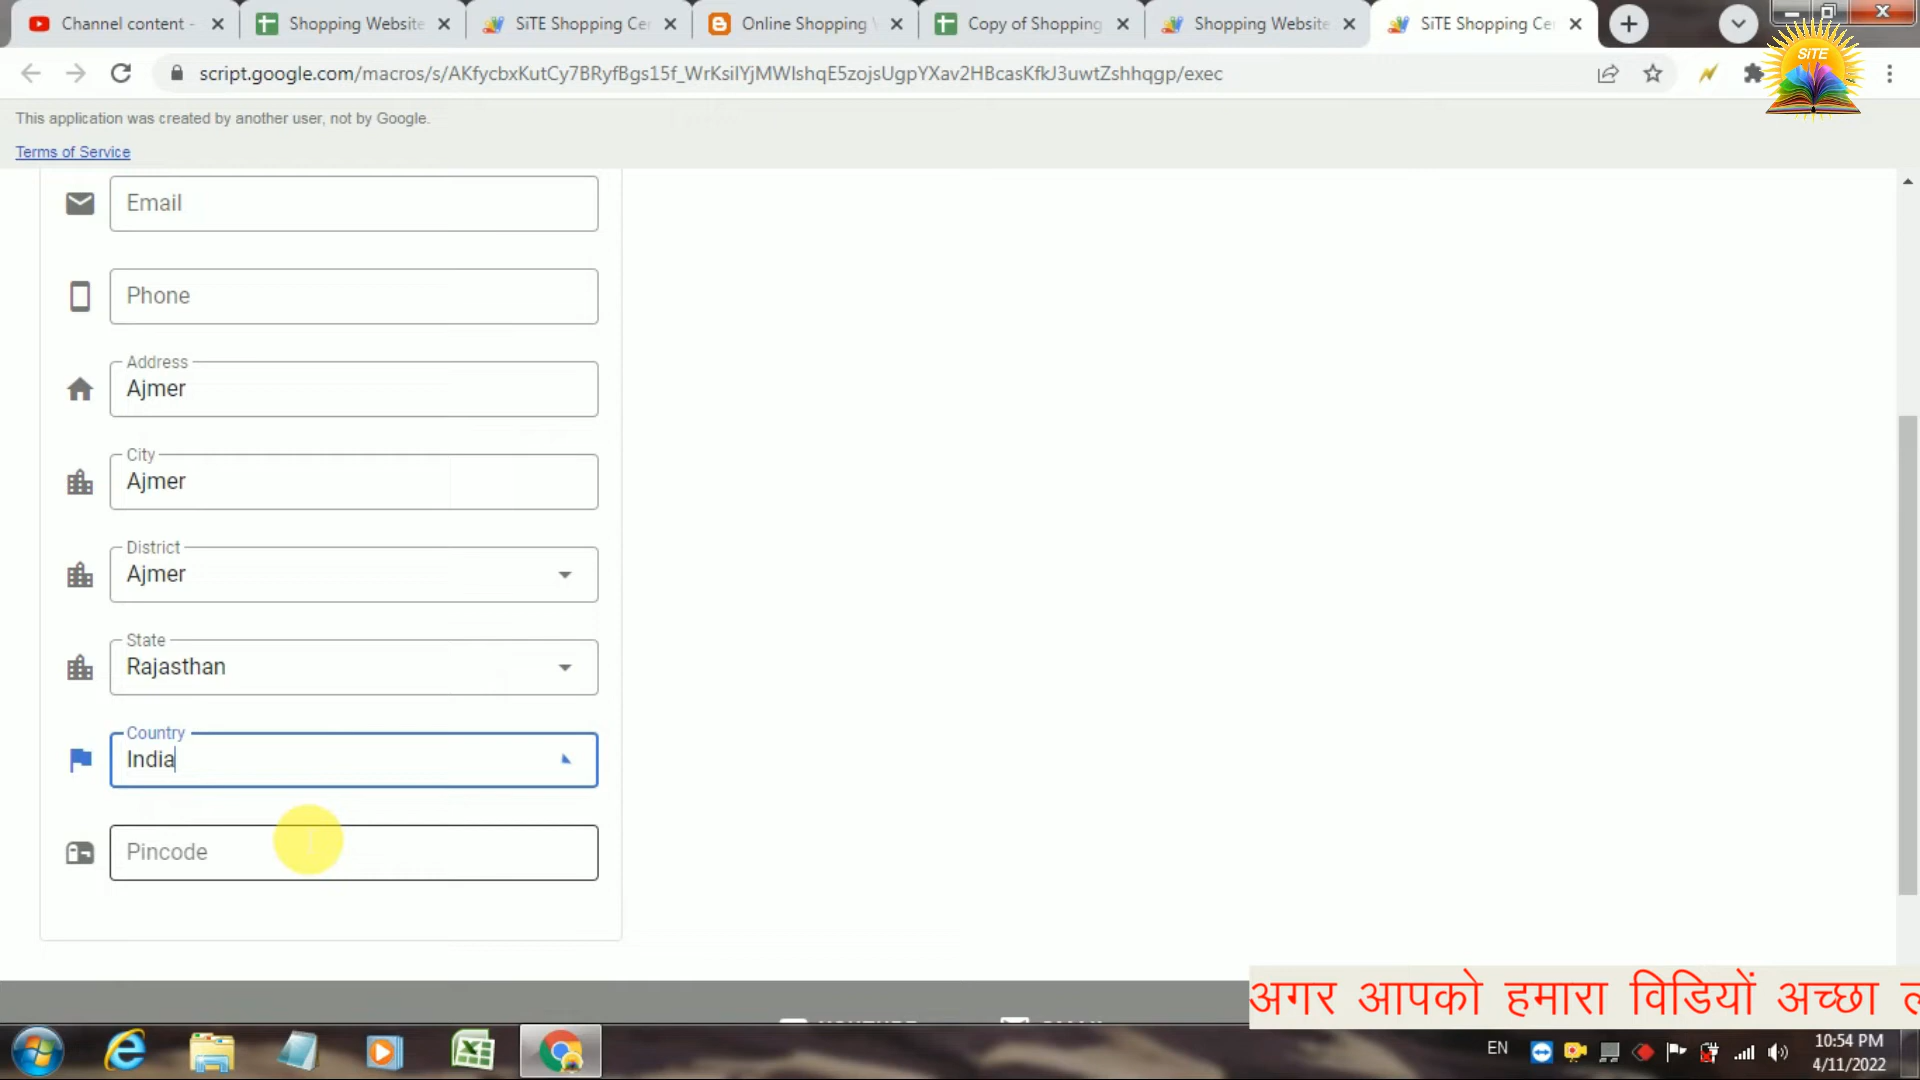 Channel content -
Shopping Website
SiTE Shopping Ce
Online Shopping
Copy of Shopping
Shopping Website
SiTE Shopping Ce
script.google.com/macros/s/AKfycbxKutCy7BRyfBgs15f_WrKsiIYjMWIshqE5zojsUgpYXav2HBcasKfkJ3uwtZshhqgp/exec
SiTE
This application was created by another user, not by Google.
Terms of Service
Email
Phone
Address
Ajmer
City
Ajmer
District
Ajmer
State
Rajasthan
Country
India
Pincode
अगर आपको हमारा विडियों अच्छा
EN
10:54 PM
4/11/2022